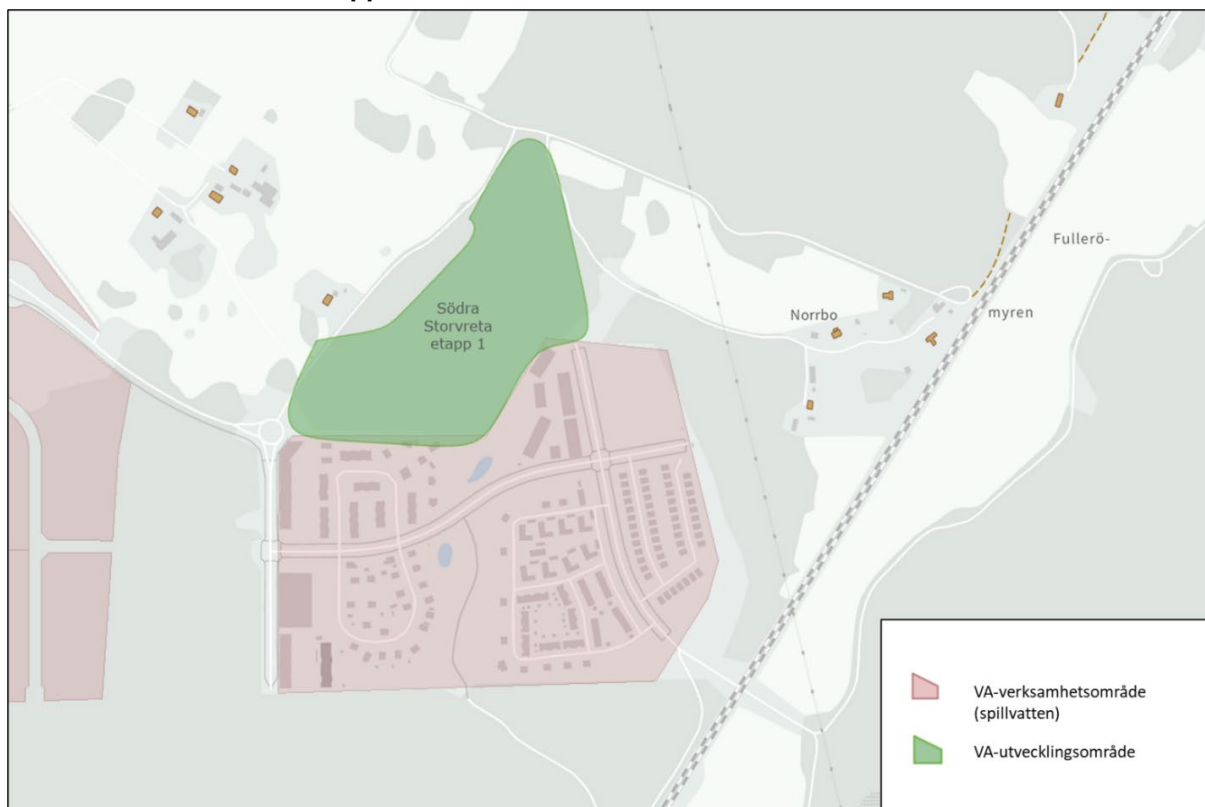 Södra
Storvreta
etapp 1
Norrbo
Fullerö-
myren
VA-verksamhetsområde
(spillvatten)
VA-utvecklingsområde